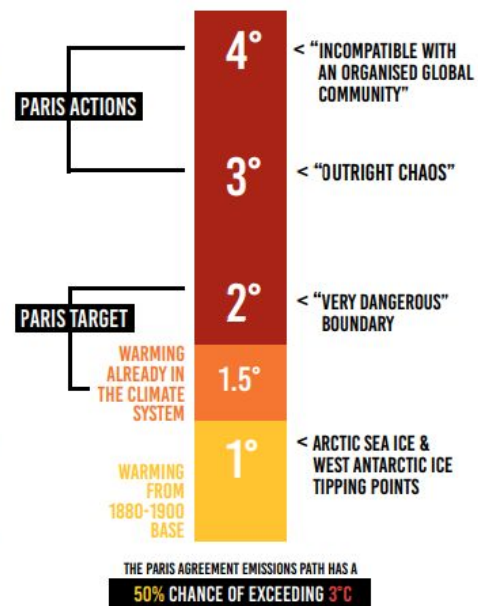 4°
< "INCOMPATIBLE WITH
AN ORGANISED GLOBAL
COMMUNITY"
PARIS ACTIONS
3°
< "OUTRIGHT CHAOS"
2°
< "VERY DANGEROUS"
BOUNDARY
PARIS TARGET
WARMING
ALREADY IN
THE CLIMATE
SYSTEM
1.5°
1°
< ARCTIC SEA ICE &
WEST ANTARCTIC ICE
TIPPING POINTS
WARMING
FROM
1880-1900
BASE
THE PARIS AGREEMENT EMISSIONS PATH HAS A
50% CHANCE OF EXCEEDING 3°C